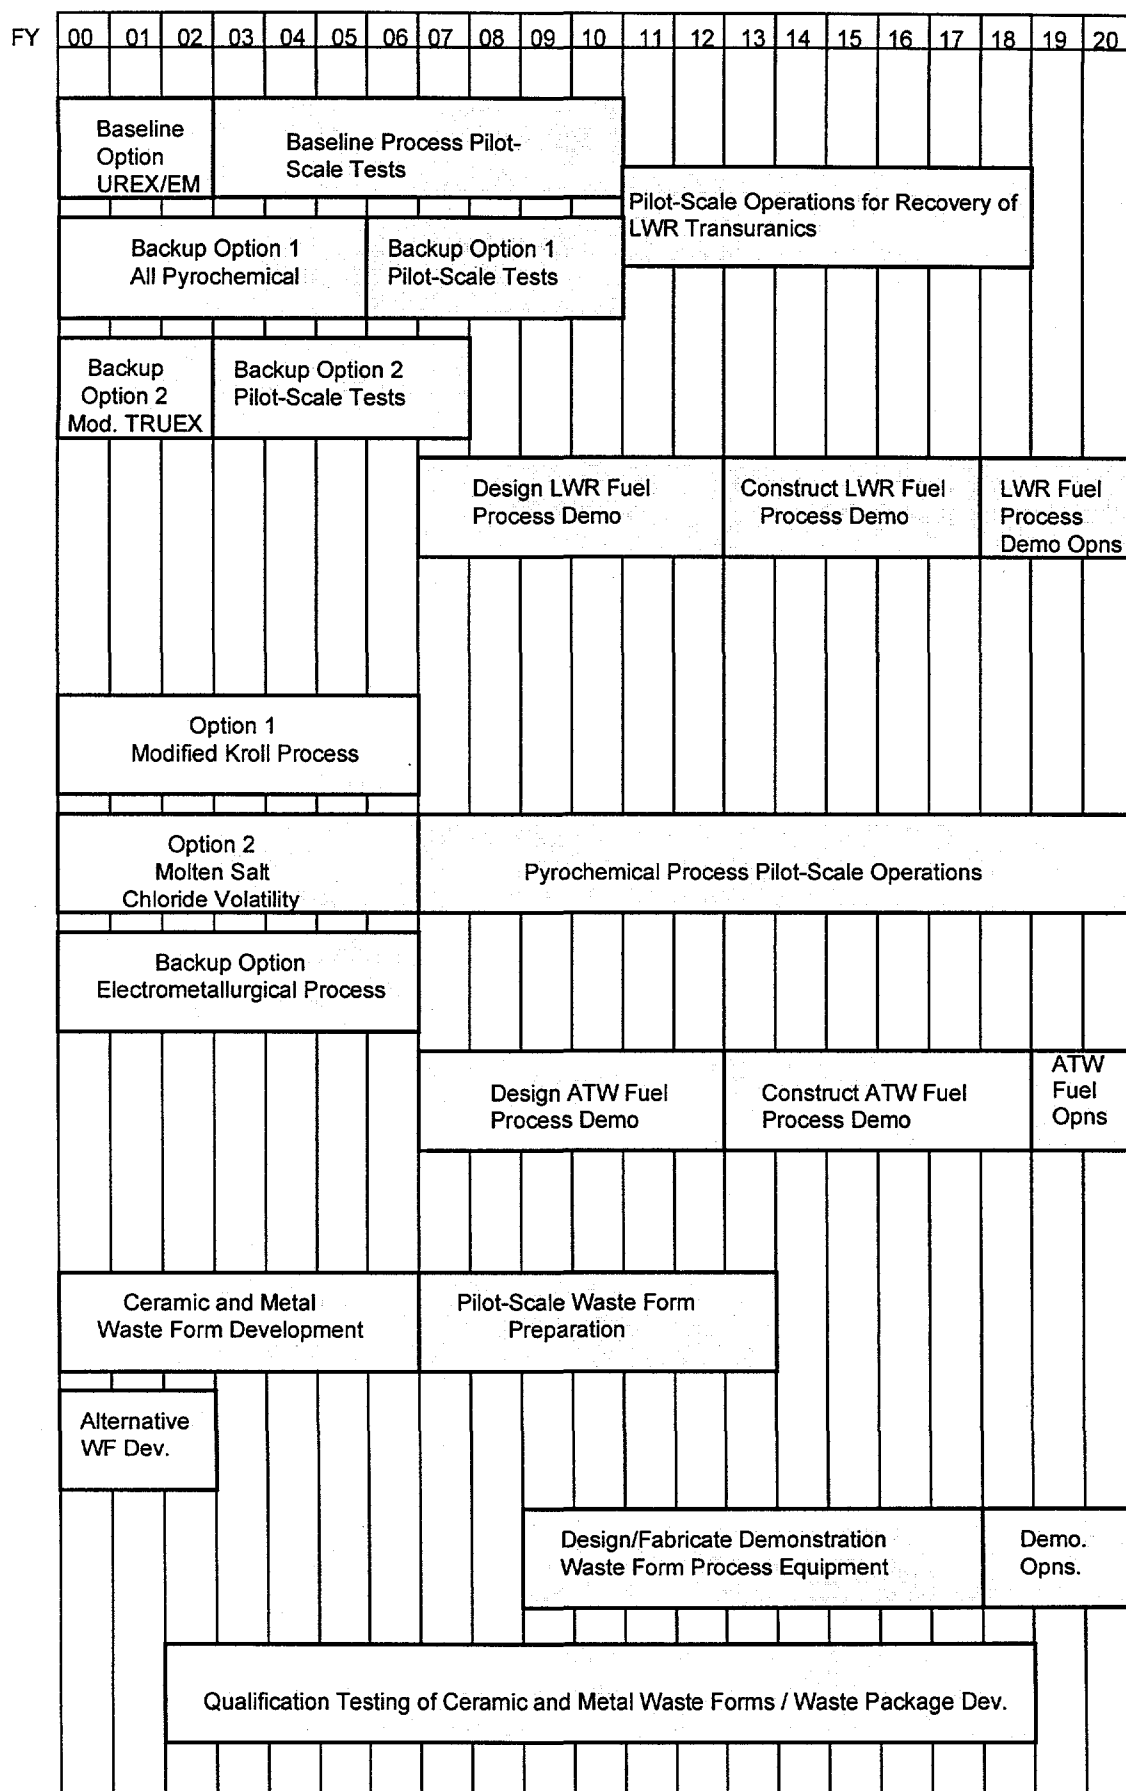 FY 00 01 02 03 04 05 06 07 08 09 10 11 12 13 14 15 16 17 18 19 20
Baseline
Option
UREX/EM
Baseline Process Pilot-
Scale Tests
Pilot-Scale Operations for Recovery of
LWR Transuranics
Backup Option 1
All Pyrochemical
Backup Option 1
Pilot-Scale Tests
Backup
Option 2
Mod. TRUEX
Backup Option 2
Pilot-Scale Tests
Design LWR Fuel
Process Demo
Construct LWR Fuel
Process Demo
LWR Fuel
Process
Demo Opns
Option 1
Modified Kroll Process
Option 2
Molten Salt
Chloride Volatility
Pyrochemical Process Pilot-Scale Operations
Backup Option
Electrometallurgical Process
Design ATW Fuel
Process Demo
Construct ATW Fuel
Process Demo
ATW
Fuel
Opns
Ceramic and Metal
Waste Form Development
Pilot-Scale Waste Form
Preparation
Alternative
WF Dev.
Design/Fabricate Demonstration
Waste Form Process Equipment
Demo.
Opns.
Qualification Testing of Ceramic and Metal Waste Forms / Waste Package Dev.